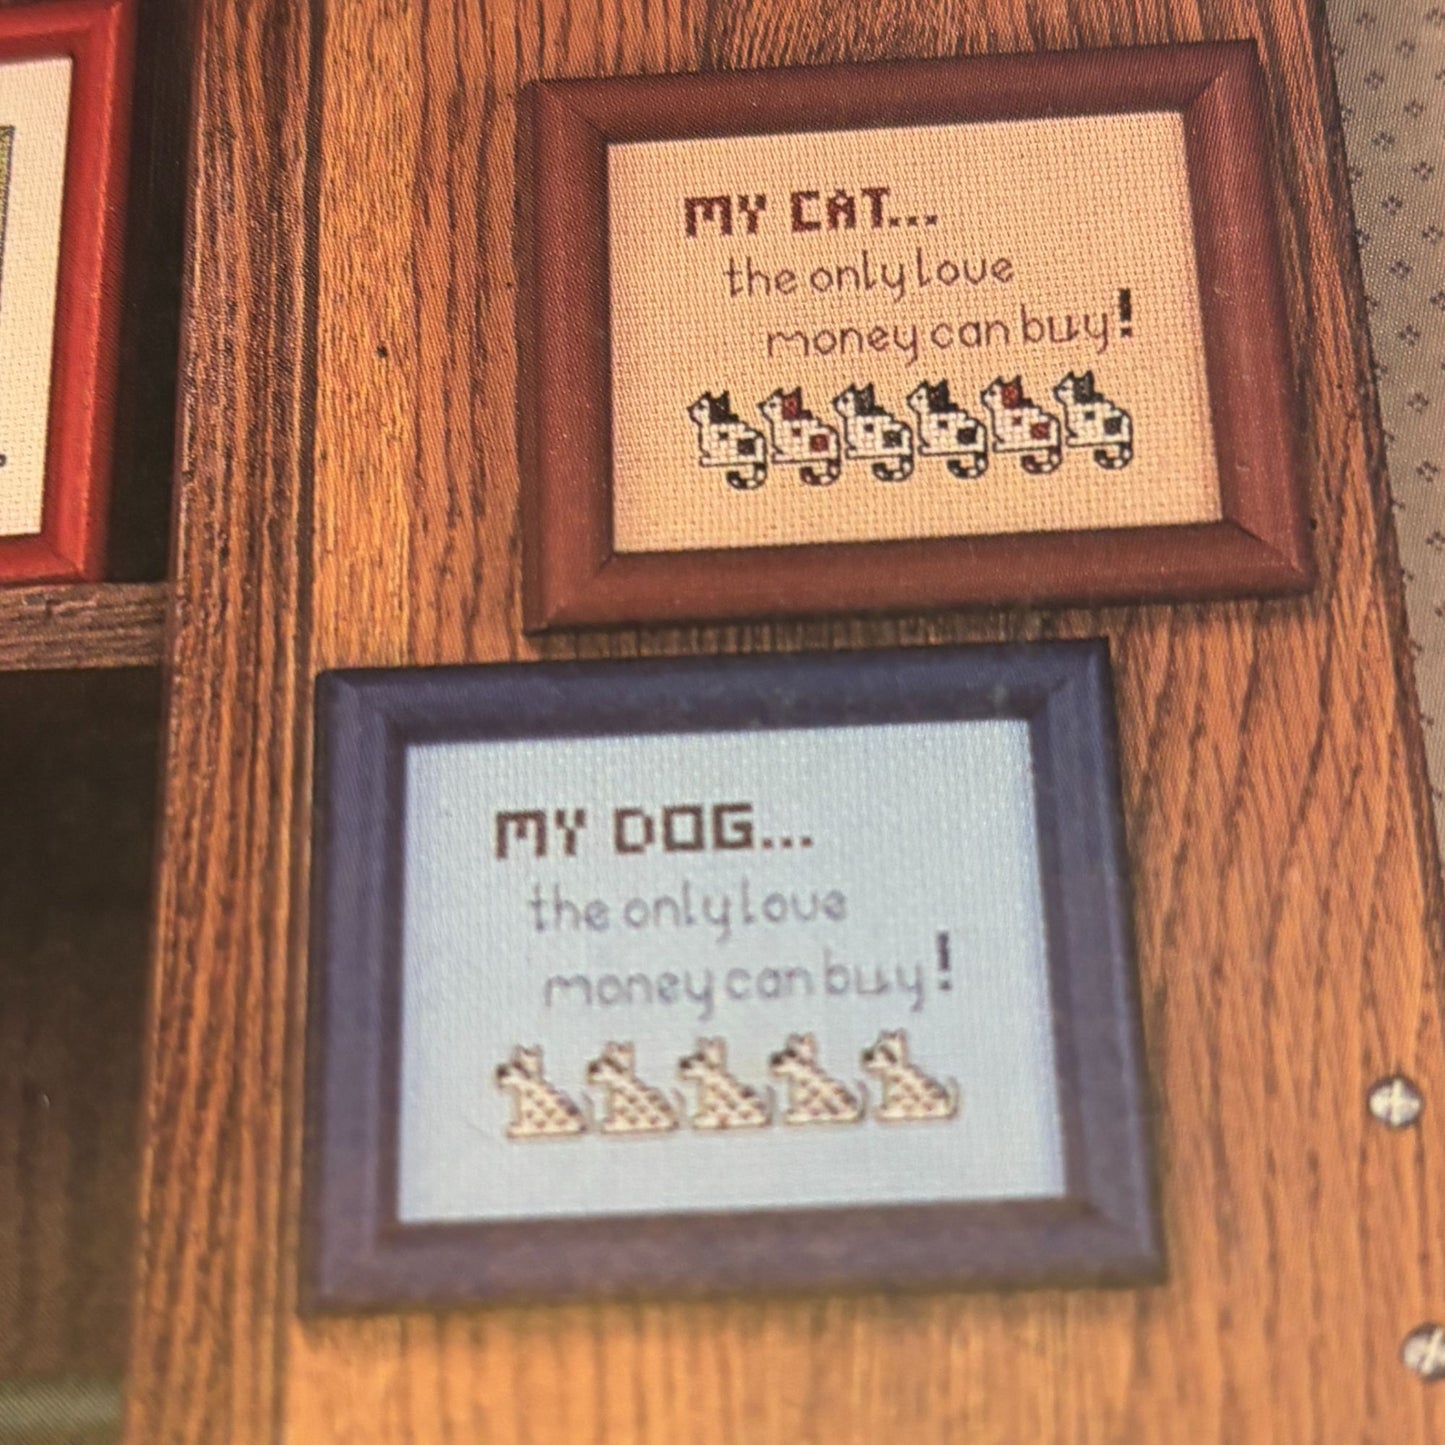 MY CAT...
the only love
money can buy!
MY DOG...
the only love
money can buy!